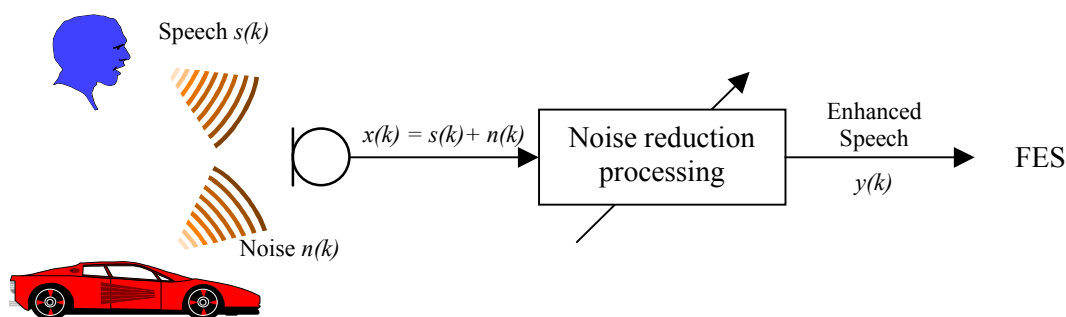 Speech s(k)
x(k) = s(k)+ n(k)
Noise n(k)
Noise reduction
processing
Enhanced
Speech
y(k)
FES